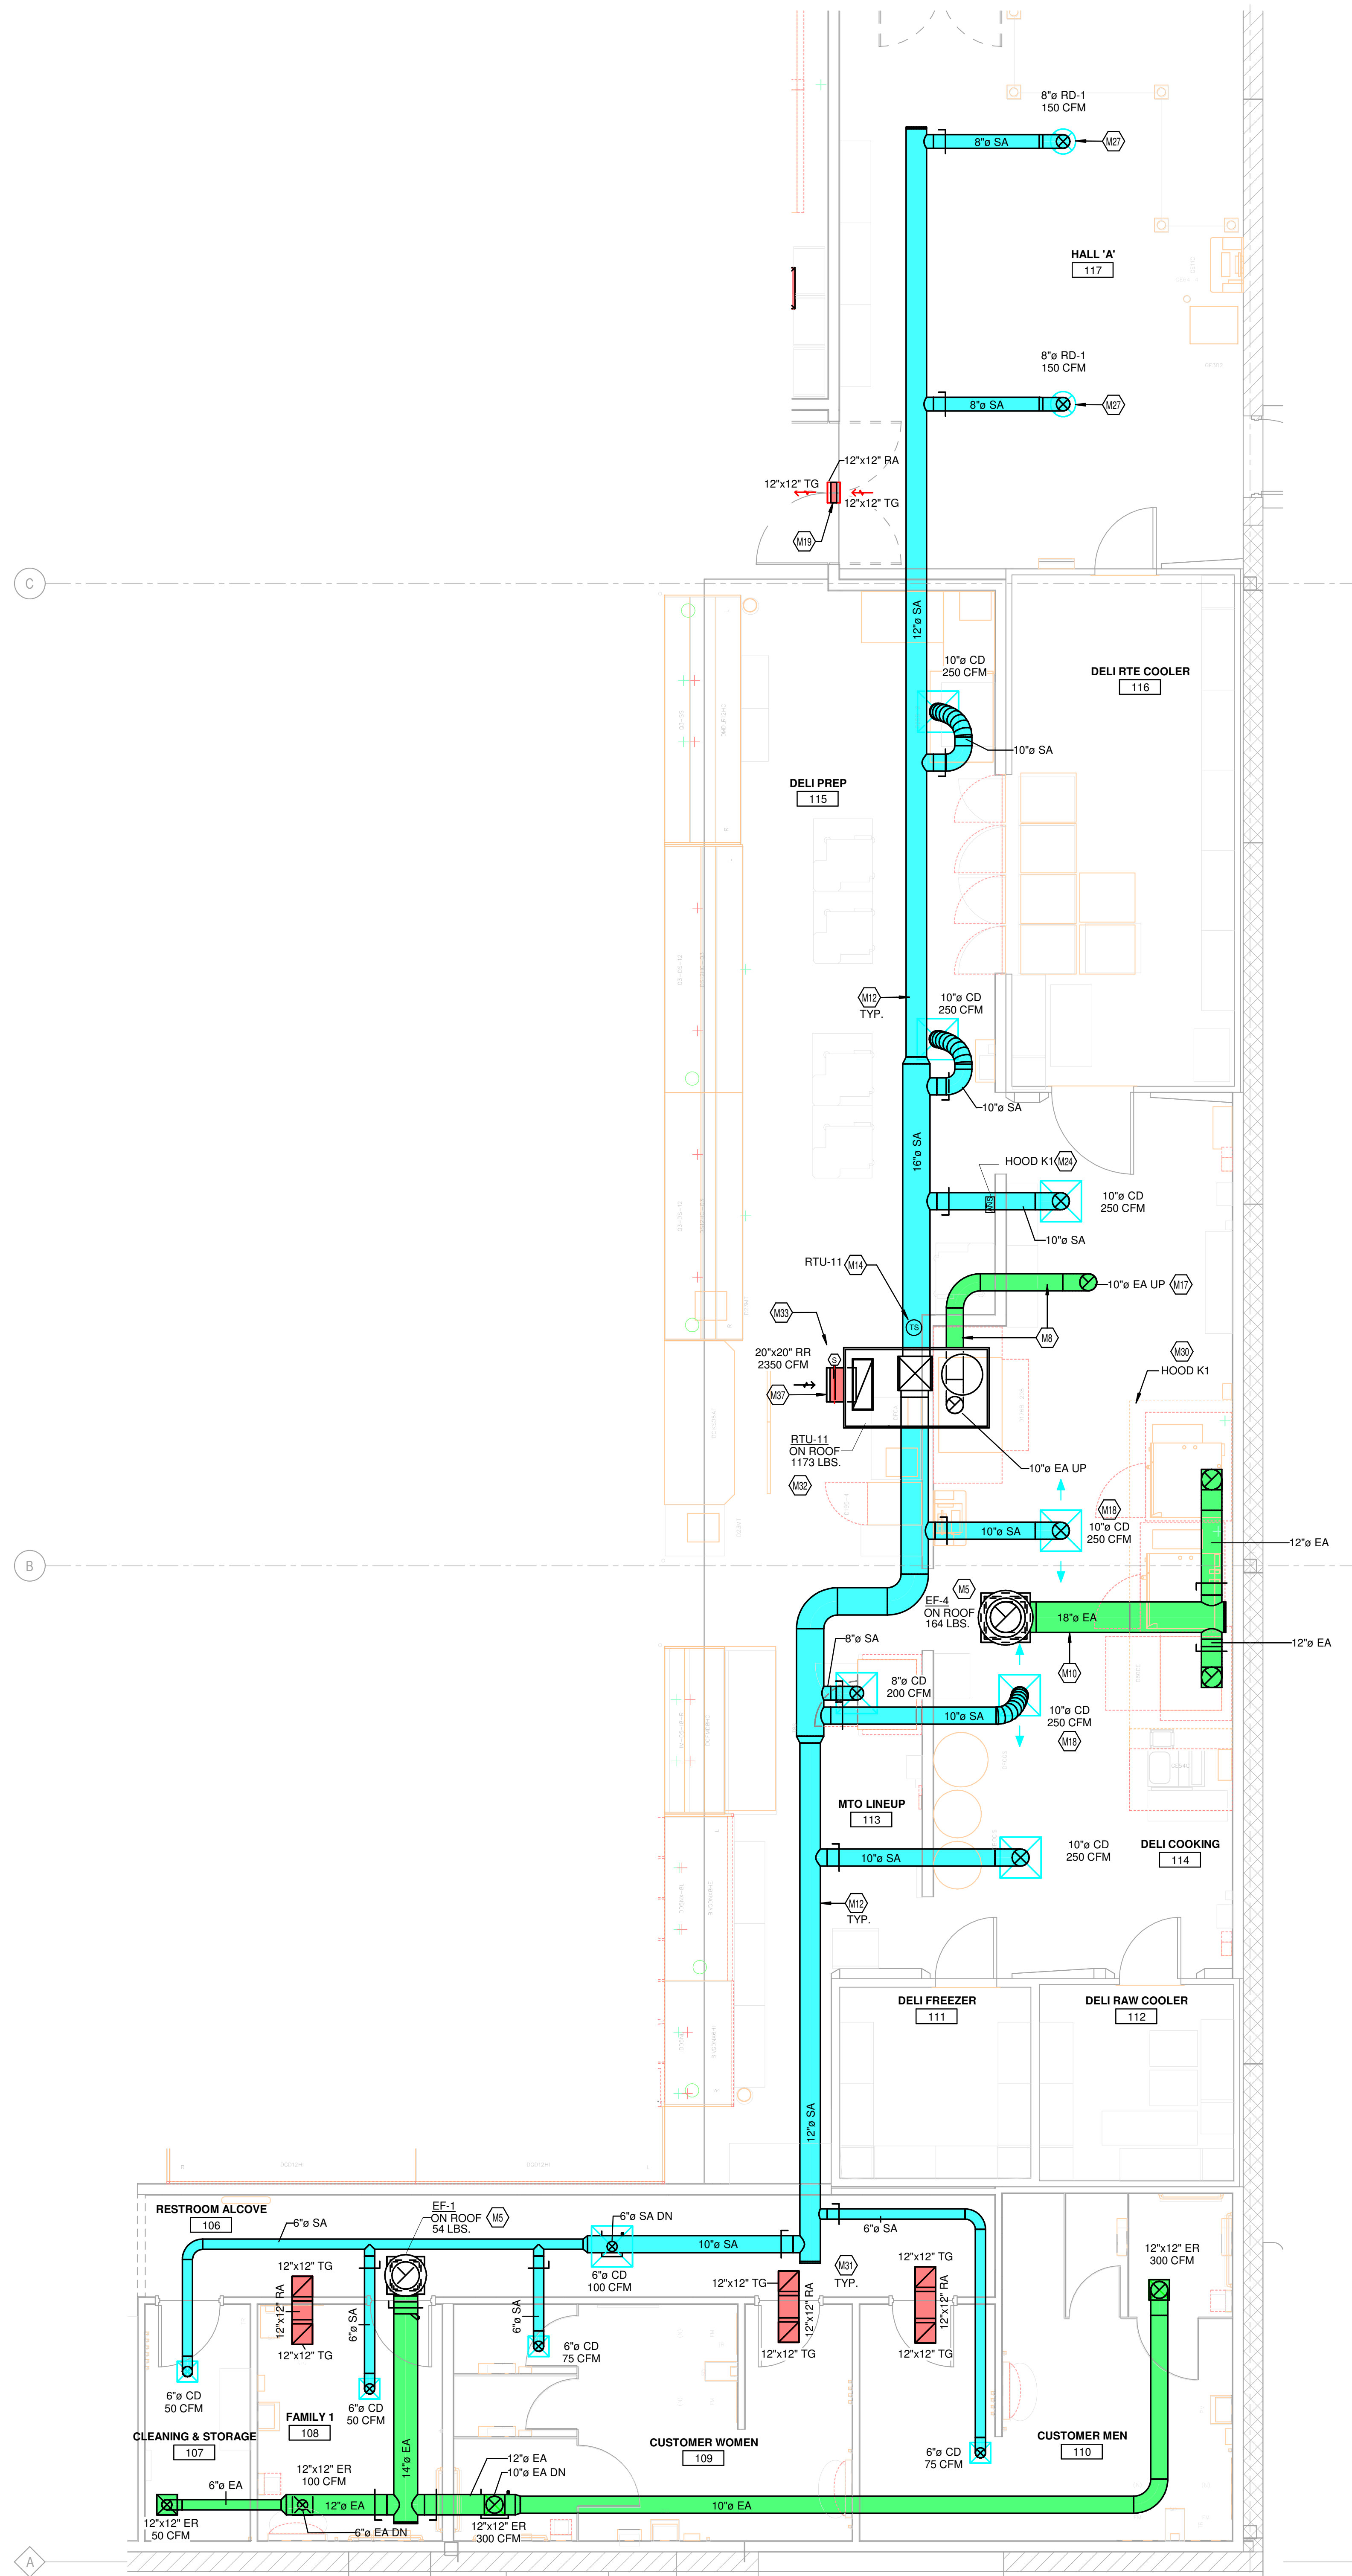 8"ø RD-1
150 CFM
8"ø SA
M27
HALL 'A'
117
8"ø RD-1
150 CFM
8"ø SA
M27
12"x12" RA
12"x12" TG
12"x12" TG
M19
C
12"ø SA
10"ø CD
250 CFM
DELI RTE COOLER
116
10"ø SA
DELI PREP
115
M12
TYP.
10"ø CD
250 CFM
10"ø SA
16"ø SA
HOOD K1
M24
10"ø CD
250 CFM
10"ø SA
RTU-11
M14
10"ø EA UP
M17
M33
TS
M8
20"x20" RR
2350 CFM
S
M30
HOOD K1
M37
RTU-11
ON ROOF
1173 LBS.
10"ø EA UP
M32
M18
10"ø SA
10"ø CD
250 CFM
12"ø EA
B
M5
EF-4
ON ROOF
164 LBS.
18"ø EA
8"ø SA
12"ø EA
M10
8"ø CD
200 CFM
10"ø SA
10"ø CD
250 CFM
M18
MTO LINEUP
113
10"ø SA
10"ø CD
250 CFM
DELI COOKING
114
M12
TYP.
DELI FREEZER
111
DELI RAW COOLER
112
12"ø SA
RESTROOM ALCOVE
106
6"ø SA
EF-1
ON ROOF
54 LBS.
M5
6"ø SA DN
10"ø SA
6"ø SA
12"x12" ER
300 CFM
12"x12" TG
12"x12" RA
12"x12" TG
6"ø SA
6"ø CD
100 CFM
6"ø SA
12"x12" TG
12"x12" RA
12"x12" TG
M31
TYP.
12"x12" TG
12"x12" RA
12"x12" TG
6"ø CD
75 CFM
6"ø CD
50 CFM
6"ø CD
50 CFM
FAMILY 1
108
CLEANING & STORAGE
107
CUSTOMER WOMEN
109
CUSTOMER MEN
110
6"ø CD
75 CFM
14"ø EA
12"ø EA
10"ø EA DN
12"x12" ER
100 CFM
6"ø EA
12"ø EA
10"ø EA
12"x12" ER
50 CFM
6"ø EA DN
12"x12" ER
300 CFM
A